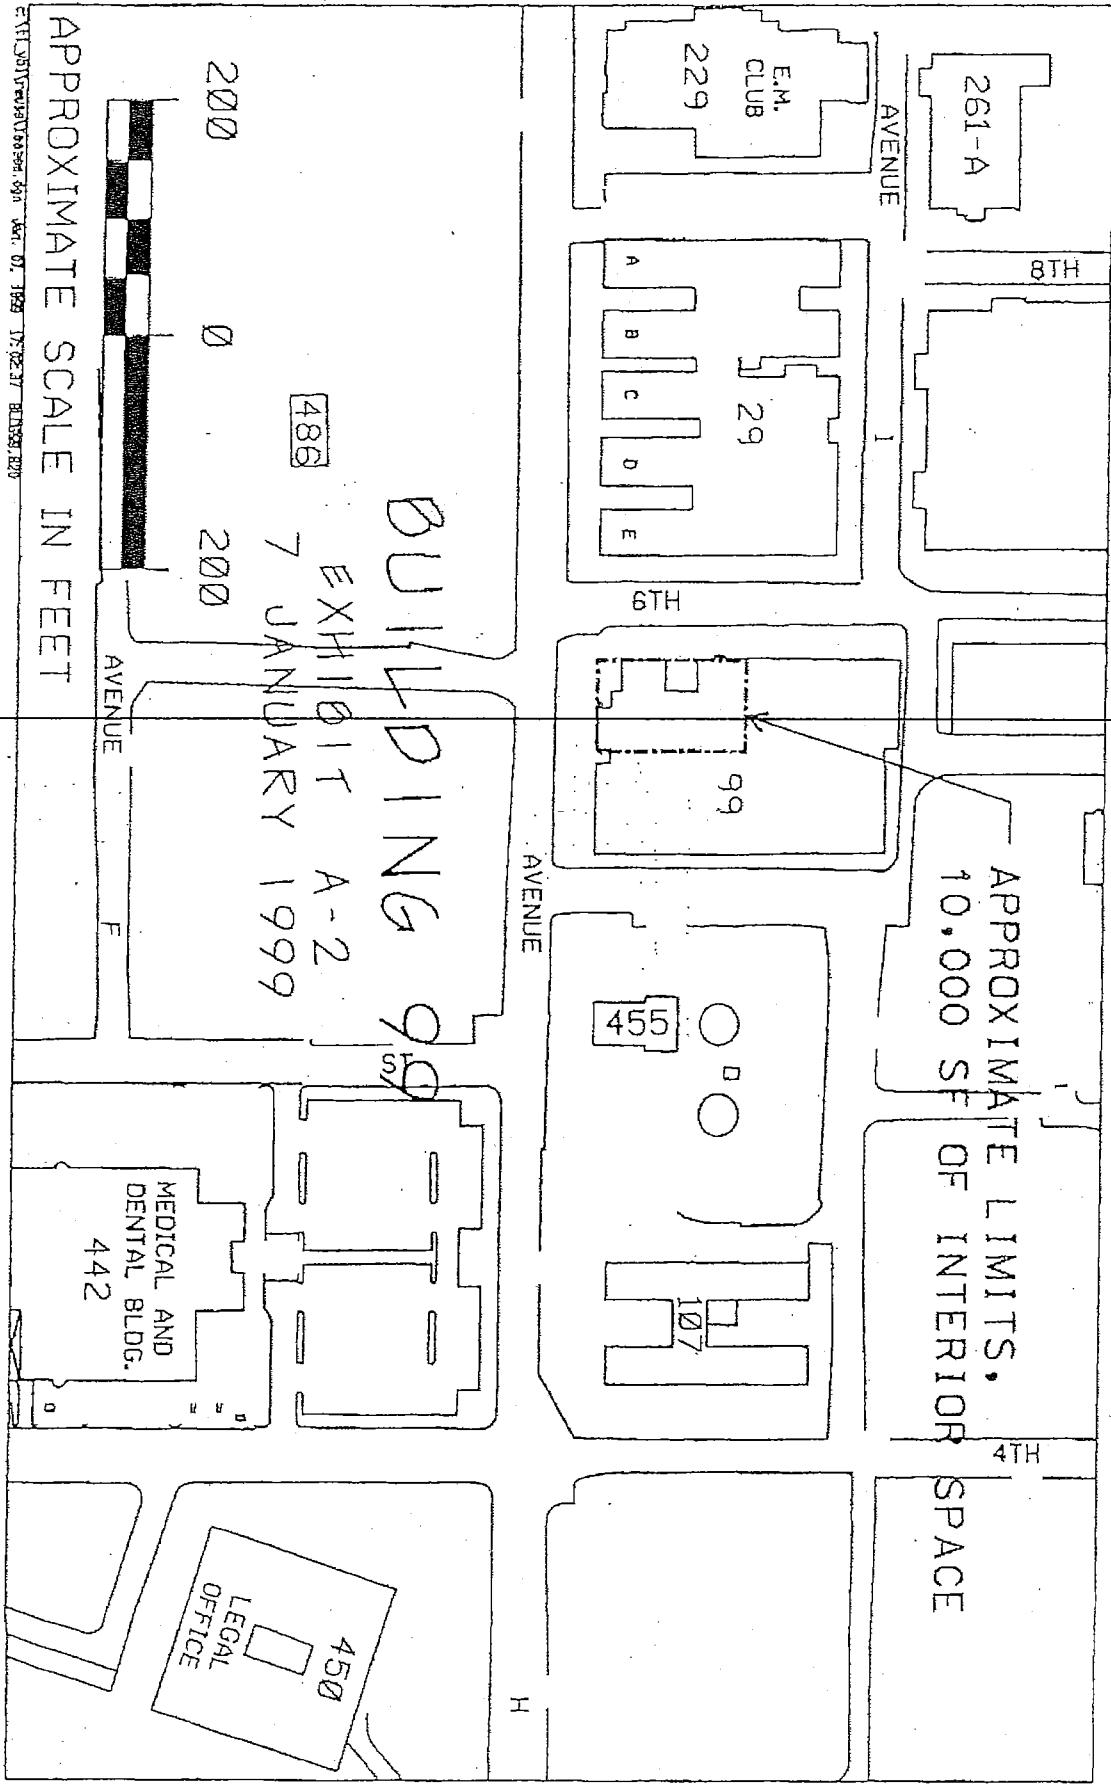 261-A
8TH
AVENUE
E.M.
CLUB
229
A
B
C
D
E
29
I
6TH
99
APPROXIMATE LIMITS,
10,000 SF OF INTERIOR SPACE
AVENUE
455
107
4TH
H
BUILDING 99
EXHIBIT A-2
7 JANUARY 1999
486
ST
MEDICAL AND
DENTAL BLDG.
442
450
LEGAL
OFFICE
AVENUE
F
200
0
200
APPROXIMATE SCALE IN FEET